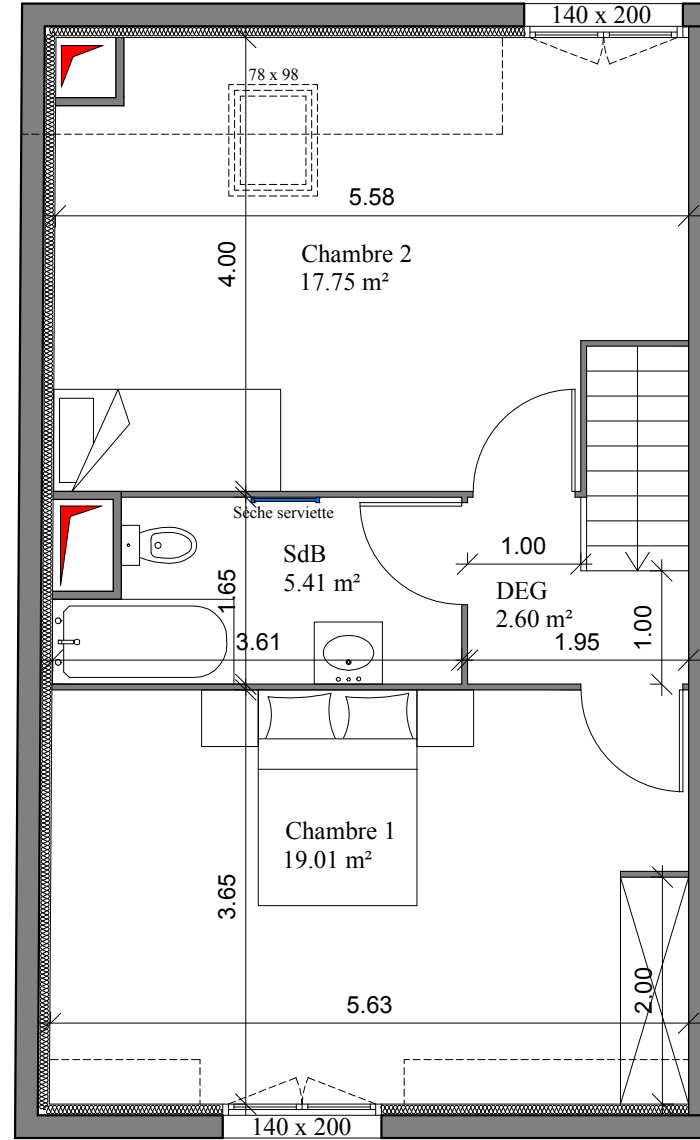 140 x 200
78 x 98
5.58
4.00
Chambre 2
17.75 m²
Sèche serviette
SdB
5.41 m²
1.00
DEG
2.60 m²
1.65
3.61
1.95
1.00
Chambre 1
19.01 m²
3.65
2.00
5.63
140 x 200